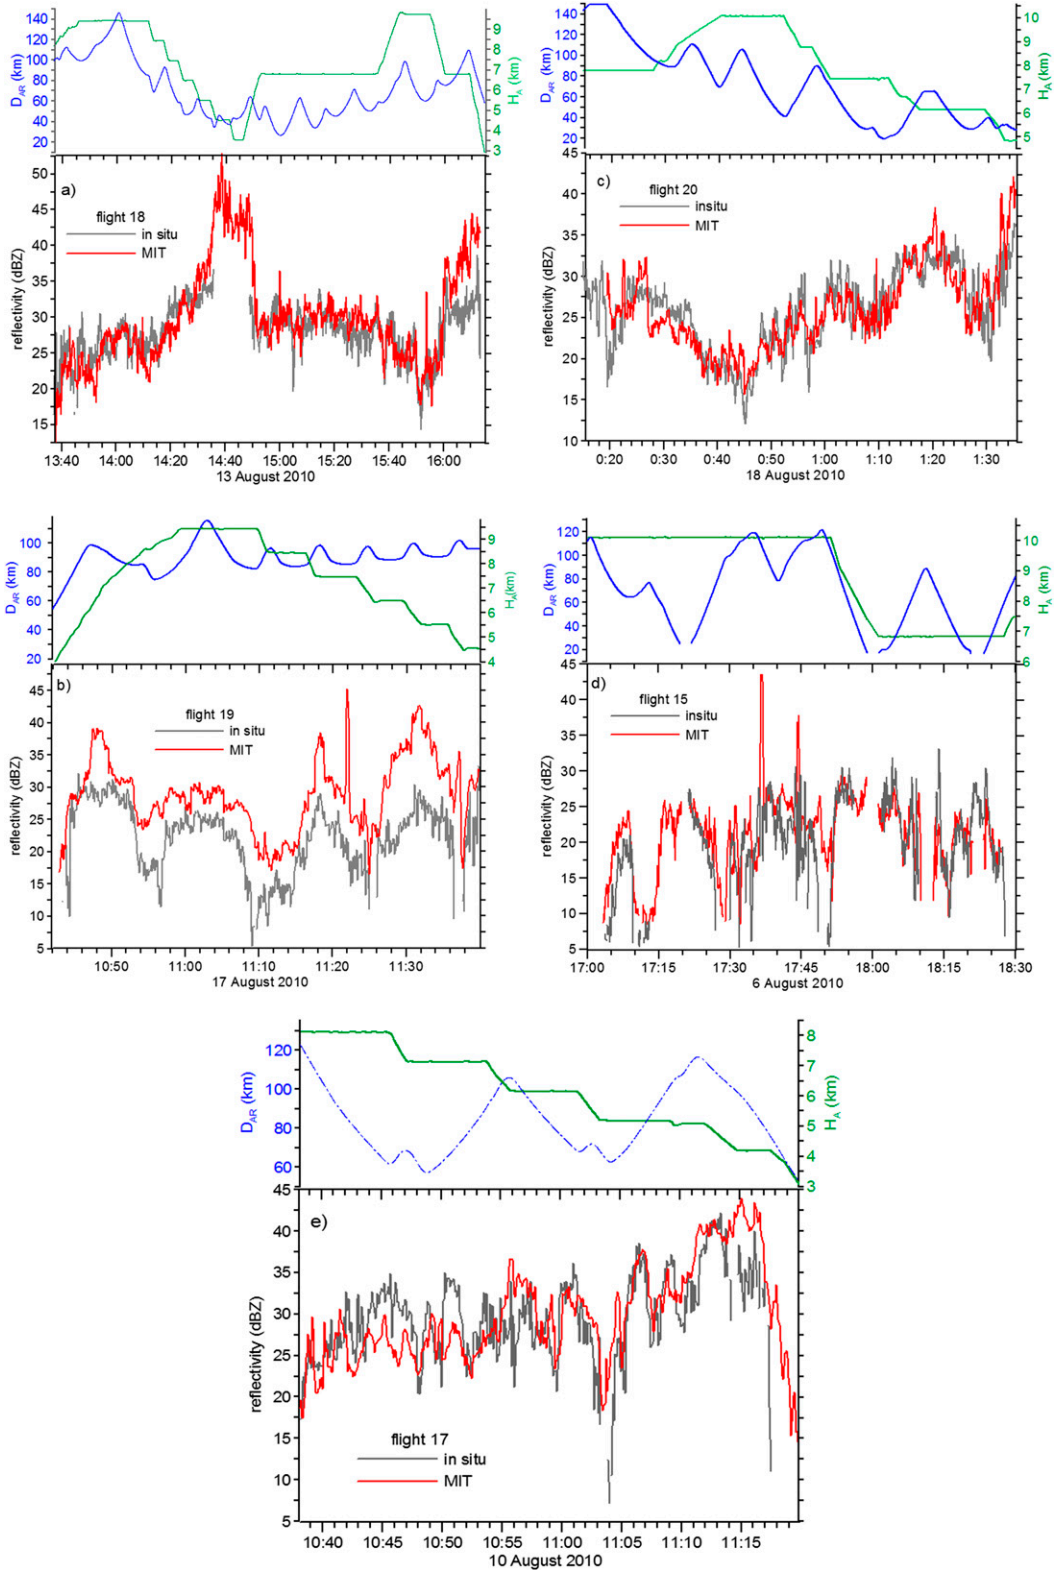 140
120
100
80
60
40
20
D_AR (km)
9
8
7
6
5
4
3
H_A (km)
50
45
40
35
30
25
20
15
reflectivity (dBZ)
a)
flight 18
in situ
MIT
13:40 14:00 14:20 14:40 15:00 15:20 15:40 16:00
13 August 2010
140
120
100
80
60
40
20
D_AR (km)
10
9
8
7
6
5
H_A (km)
45
40
35
30
25
20
15
10
reflectivity (dBZ)
c)
flight 20
insitu
MIT
0:20 0:30 0:40 0:50 1:00 1:10 1:20 1:30
18 August 2010
100
80
60
40
20
D_AR (km)
9
8
7
6
5
4
H_A(km)
45
40
35
30
25
20
15
10
5
reflectivity (dBZ)
b)
flight 19
in situ
MIT
10:50 11:00 11:10 11:20 11:30
17 August 2010
120
100
80
60
40
20
D_AR (km)
10
9
8
7
6
H_A (km)
45
40
35
30
25
20
15
10
5
reflectivity (dBZ)
d)
flight 15
insitu
MIT
17:00 17:15 17:30 17:45 18:00 18:15 18:30
6 August 2010
120
100
80
60
D_AR (km)
8
7
6
5
4
3
H_A (km)
45
40
35
30
25
20
15
10
5
reflectivity (dBZ)
e)
flight 17
in situ
MIT
10:40 10:45 10:50 10:55 11:00 11:05 11:10 11:15
10 August 2010